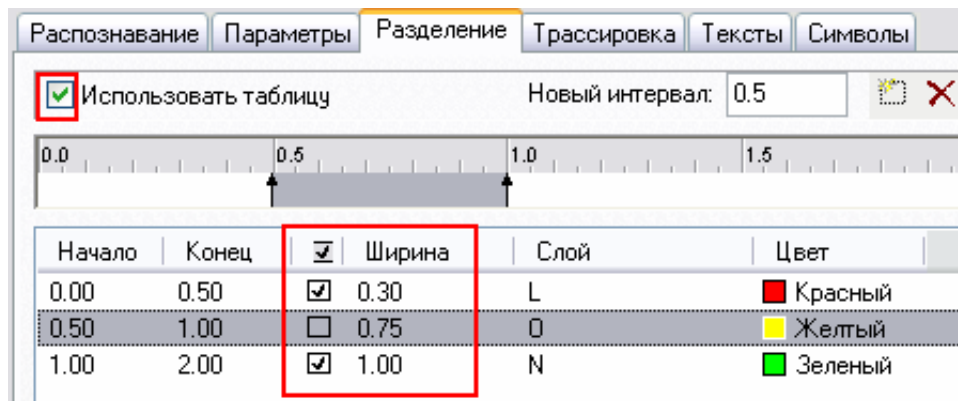 Распознавание Параметры Разделение Трассировка Тексты Символы
Использовать таблицу Новый интервал: 0.5
0.0 0.5 1.0 1.5
Начало Конец Ширина Слой Цвет
0.00 0.50 0.30 L Красный
0.50 1.00 0.75 O Желтый
1.00 2.00 1.00 N Зеленый